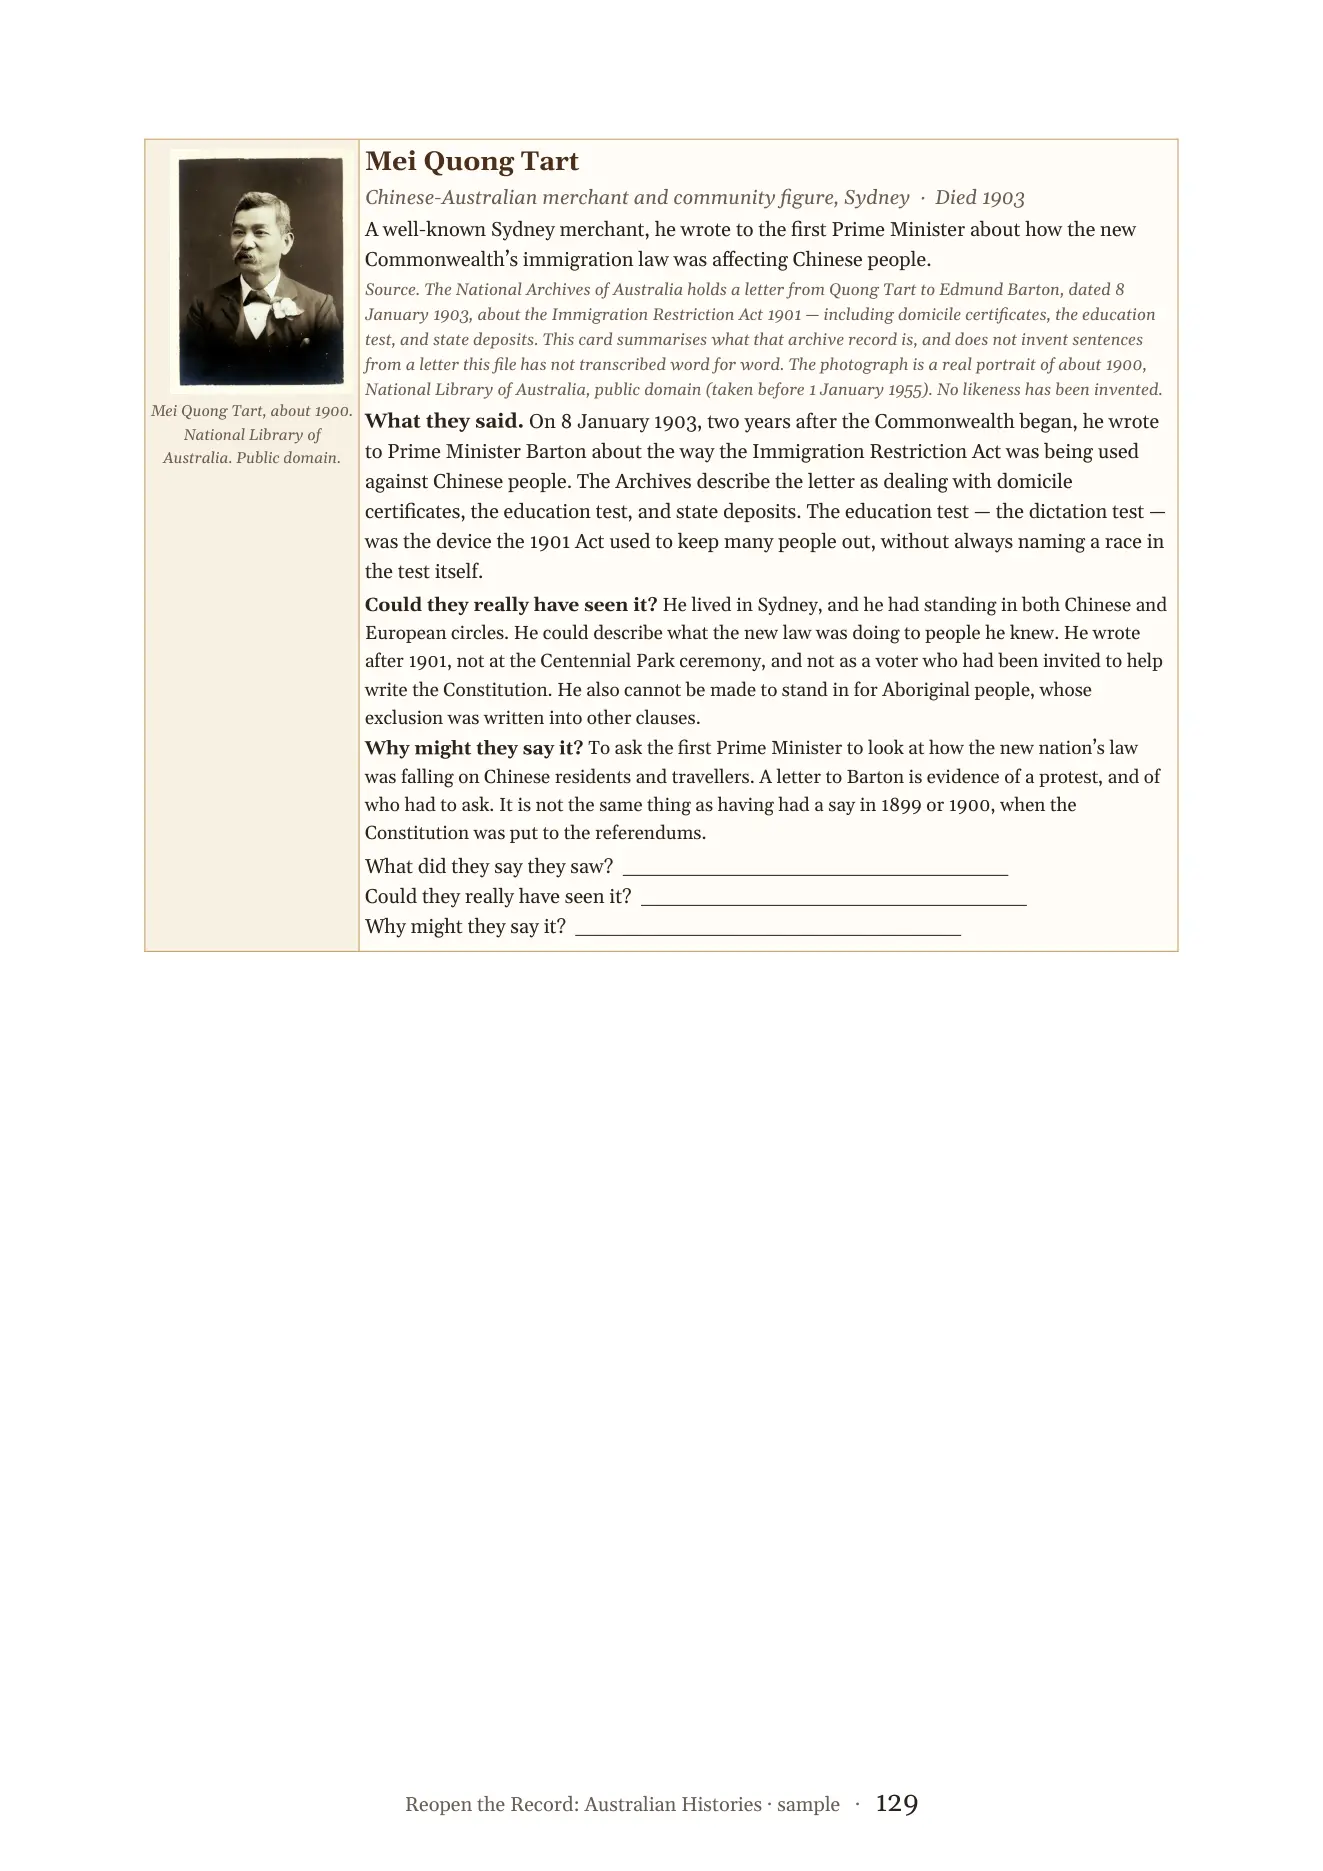 Mei Quong Tart
Chinese-Australian merchant and community figure, Sydney · Died 1903
A well-known Sydney merchant, he wrote to the first Prime Minister about how the new
Commonwealth’s immigration law was affecting Chinese people.
Source. The National Archives of Australia holds a letter from Quong Tart to Edmund Barton, dated 8
January 1903, about the Immigration Restriction Act 1901 — including domicile certificates, the education
test, and state deposits. This card summarises what that archive record is, and does not invent sentences
from a letter this file has not transcribed word for word. The photograph is a real portrait of about 1900,
National Library of Australia, public domain (taken before 1 January 1955). No likeness has been invented.
Mei Quong Tart, about 1900.
National Library of
Australia. Public domain.
What they said. On 8 January 1903, two years after the Commonwealth began, he wrote
to Prime Minister Barton about the way the Immigration Restriction Act was being used
against Chinese people. The Archives describe the letter as dealing with domicile
certificates, the education test, and state deposits. The education test — the dictation test —
was the device the 1901 Act used to keep many people out, without always naming a race in
the test itself.
Could they really have seen it? He lived in Sydney, and he had standing in both Chinese and
European circles. He could describe what the new law was doing to people he knew. He wrote
after 1901, not at the Centennial Park ceremony, and not as a voter who had been invited to help
write the Constitution. He also cannot be made to stand in for Aboriginal people, whose
exclusion was written into other clauses.
Why might they say it? To ask the first Prime Minister to look at how the new nation’s law
was falling on Chinese residents and travellers. A letter to Barton is evidence of a protest, and of
who had to ask. It is not the same thing as having had a say in 1899 or 1900, when the
Constitution was put to the referendums.
What did they say they saw?
Could they really have seen it?
Why might they say it?
Reopen the Record: Australian Histories · sample · 129